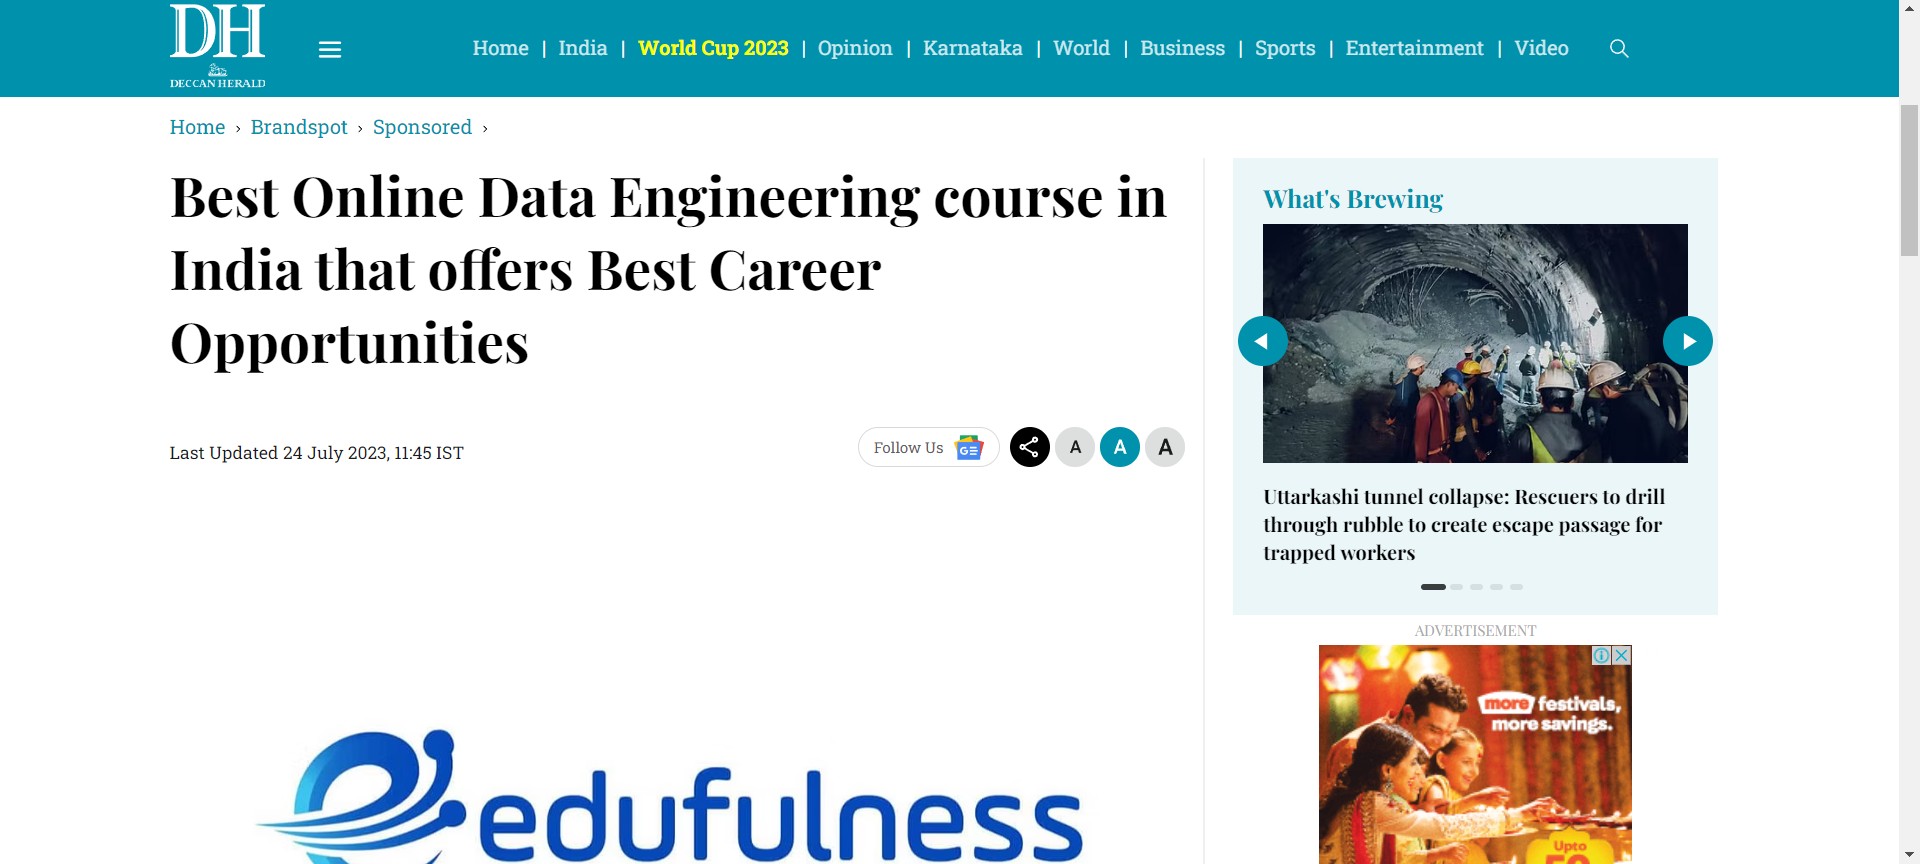 DH
DECCAN HERALD
Home | India | World Cup 2023 | Opinion | Karnataka | World | Business | Sports | Entertainment | Video
Home › Brandspot › Sponsored ›
Best Online Data Engineering course in
India that offers Best Career
Opportunities
Last Updated 24 July 2023, 11:45 IST
Follow Us GE A A A
edufulness
What's Brewing
Uttarkashi tunnel collapse: Rescuers to drill
through rubble to create escape passage for
trapped workers
ADVERTISEMENT
more festivals,
more savings.
Upto